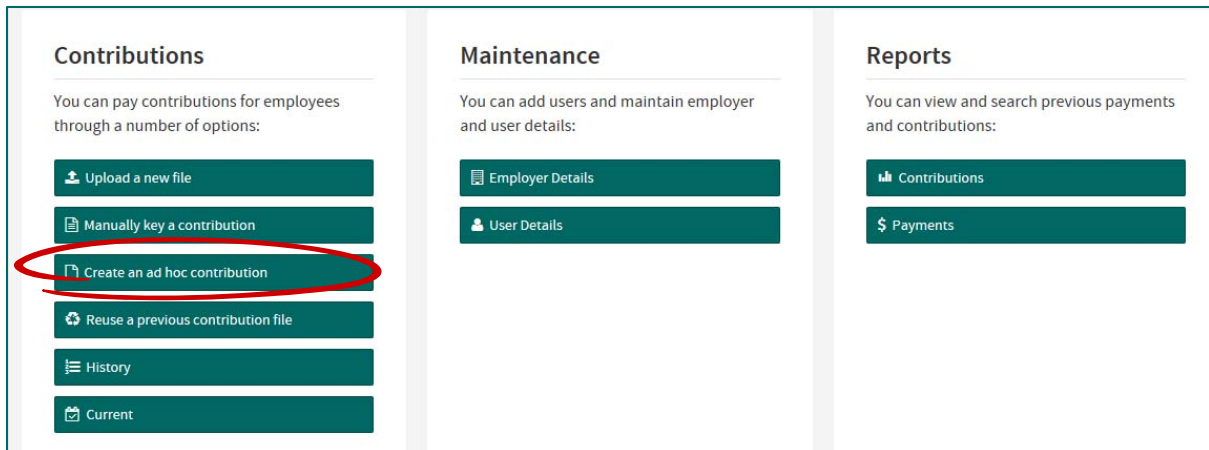 Contributions
You can pay contributions for employees
through a number of options:
Upload a new file
Manually key a contribution
Create an ad hoc contribution
Reuse a previous contribution file
History
Current
Maintenance
You can add users and maintain employer
and user details:
Employer Details
User Details
Reports
You can view and search previous payments
and contributions:
Contributions
$ Payments